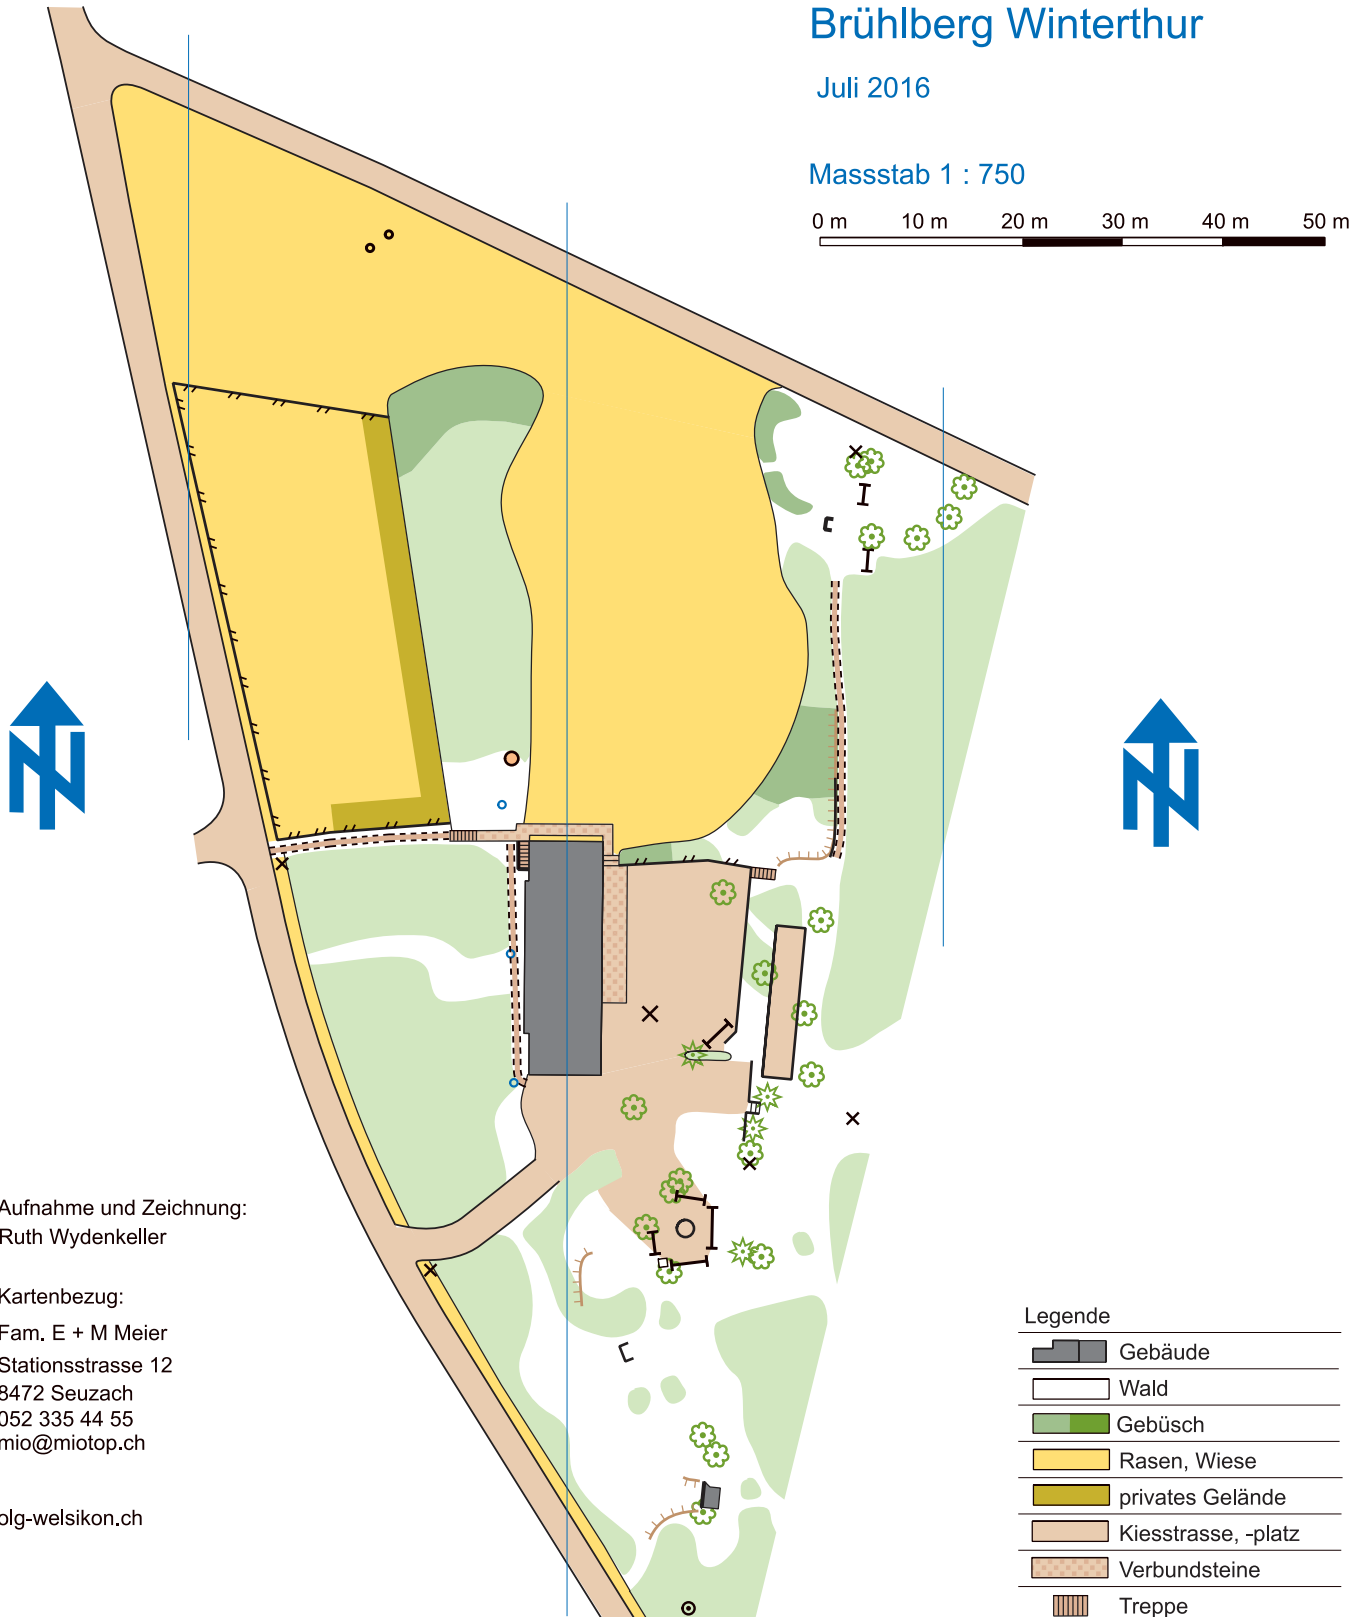 Brühlberg Winterthur
Juli 2016
Massstab 1 : 750
0 m 10 m 20 m 30 m 40 m 50 m
N
N
Aufnahme und Zeichnung:
Ruth Wydenkeller
Kartenbezug:
Fam. E + M Meier
Stationsstrasse 12
8472 Seuzach
052 335 44 55
mio@miotop.ch
olg-welsikon.ch
Legende
Gebäude
Wald
Gebüsch
Rasen, Wiese
privates Gelände
Kiesstrasse, -platz
Verbundsteine
Treppe